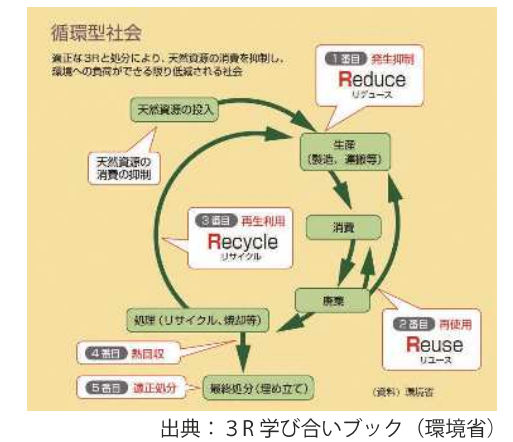 循環型社会
適正な3Rと処分により、天然資源の消費を抑制し、
環境への負荷ができる限り低減される社会
1番目 発生抑制
Reduce
リデュース
天然資源の投入
天然資源の
消費の抑制
生産
(製造、運搬等)
3番目 再生利用
Recycle
リサイクル
消費
廃棄
処理(リサイクル、焼却等)
2番目 再使用
Reuse
リユース
4番目 熱回収
5番目 適正処分
最終処分(埋め立て)
(資料)環境省
出典:3R 学び合いブック(環境省)